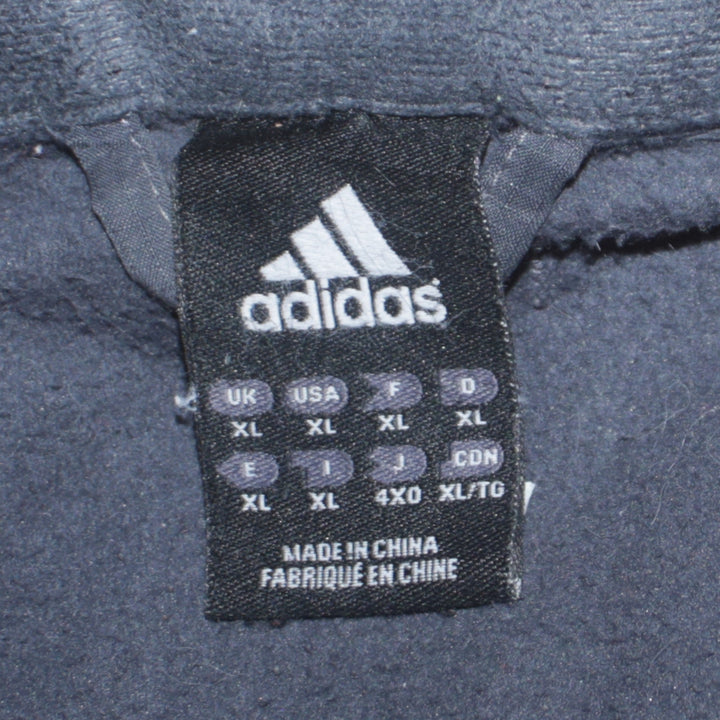 adidas
UK USA F D
XL XL XL XL
E I J CDN
XL XL 4XO XL/TG
MADE IN CHINA
FABRIQUÉ EN CHINE